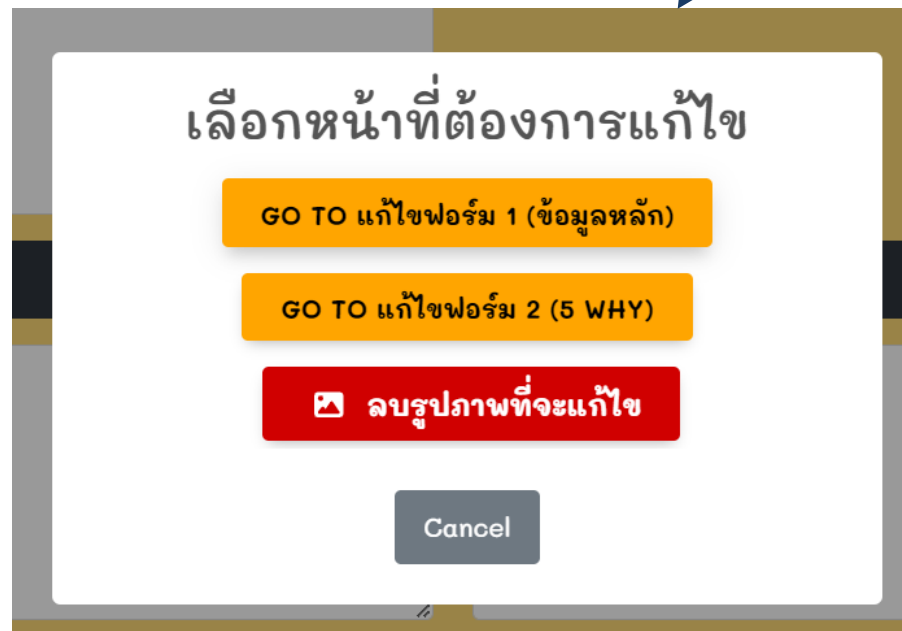 เลือกหน้าที่ต้องการแก้ไข
GO TO แก้ไขฟอร์ม 1 (ข้อมูลหลัก)
GO TO แก้ไขฟอร์ม 2 (5 WHY)
ลบรูปภาพที่จะแก้ไข
Cancel